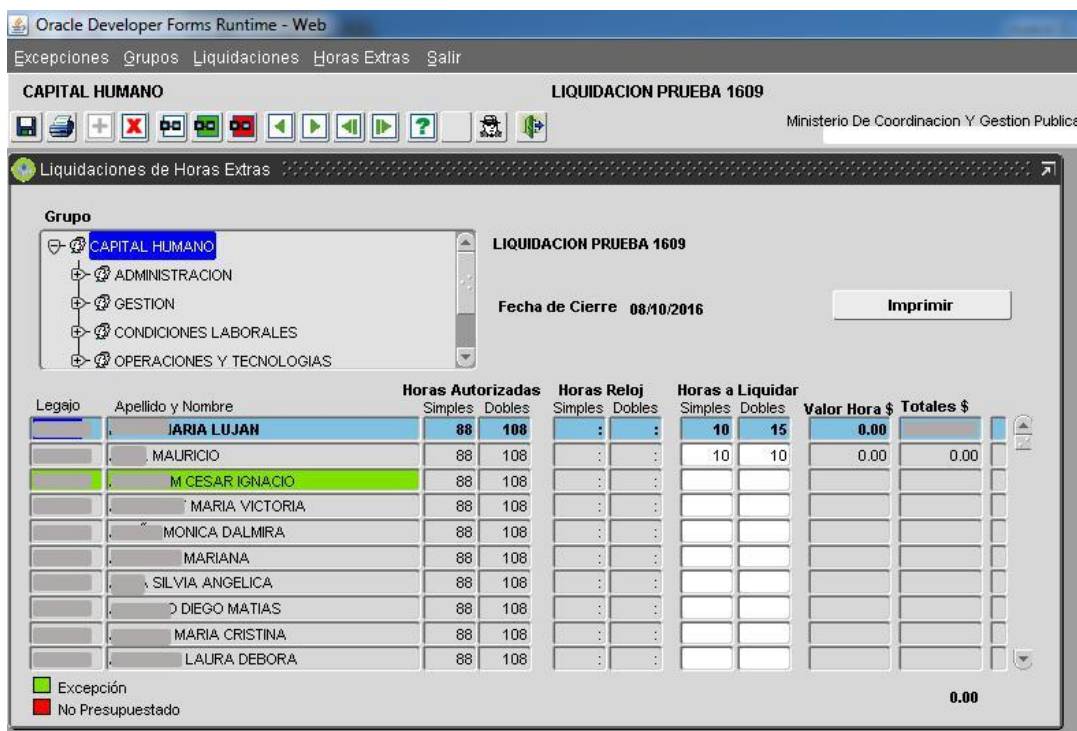 Oracle Developer Forms Runtime - Web
Excepciones Grupos Liquidaciones Horas Extras Salir
CAPITAL HUMANO LIQUIDACION PRUEBA 1609
Ministerio De Coordinacion Y Gestion Publica
Liquidaciones de Horas Extras
Grupo
CAPITAL HUMANO LIQUIDACION PRUEBA 1609
ADMINISTRACION
GESTION Fecha de Cierre 08/10/2016 Imprimir
CONDICIONES LABORALES
OPERACIONES Y TECNOLOGIAS
Horas Autorizadas Horas Reloj Horas a Liquidar
Legajo Apellido y Nombre Simples Dobles Simples Dobles Simples Dobles Valor Hora $ Totales $
LUJAN 88 108 : : 10 15 0.00
MAURICIO 88 108 : : 10 10 0.00 0.00
CESAR IGNACIO 88 108 : :
MARIA VICTORIA 88 108 : :
MONICA DALMIRA 88 108 : :
MARIANA 88 108 : :
SILVIA ANGELICA 88 108 : :
DIEGO MATIAS 88 108 : :
MARIA CRISTINA 88 108 : :
LAURA DEBORA 88 108 : :
Excepción
No Presupuestado
0.00